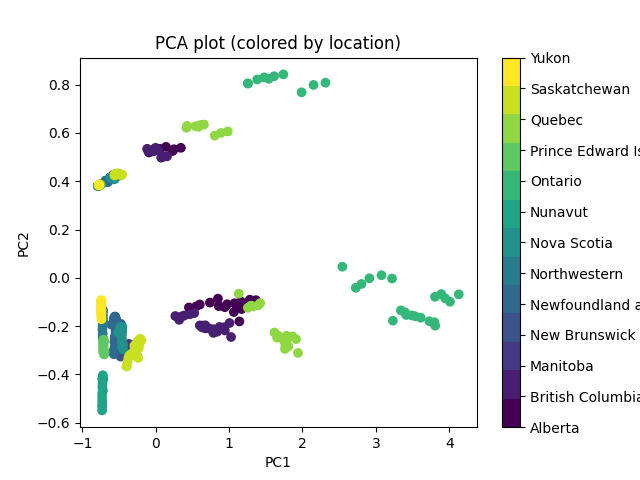 PCA plot (colored by location)
PC2
0.8
0.6
0.4
0.2
0.0
−0.2
−0.4
−0.6
−1
0
1
2
3
4
PC1
Yukon
Saskatchewan
Quebec
Prince Edward Is
Ontario
Nunavut
Nova Scotia
Northwestern
Newfoundland a
New Brunswick
Manitoba
British Columbia
Alberta